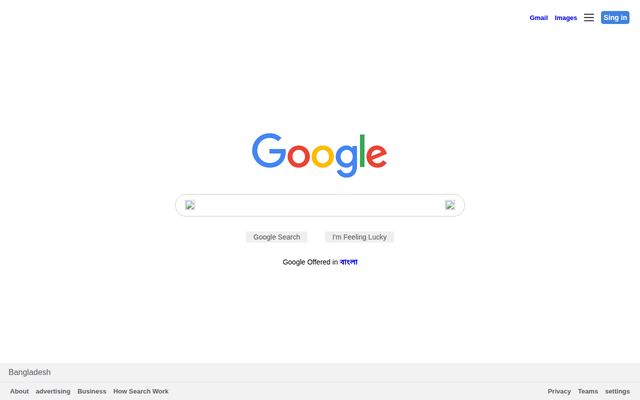 Gmail Images Sing in
Google
Google Search I'm Feeling Lucky
Google Offered in বাংলা
Bangladesh
About advertising Business How Search Work Privacy Teams settings